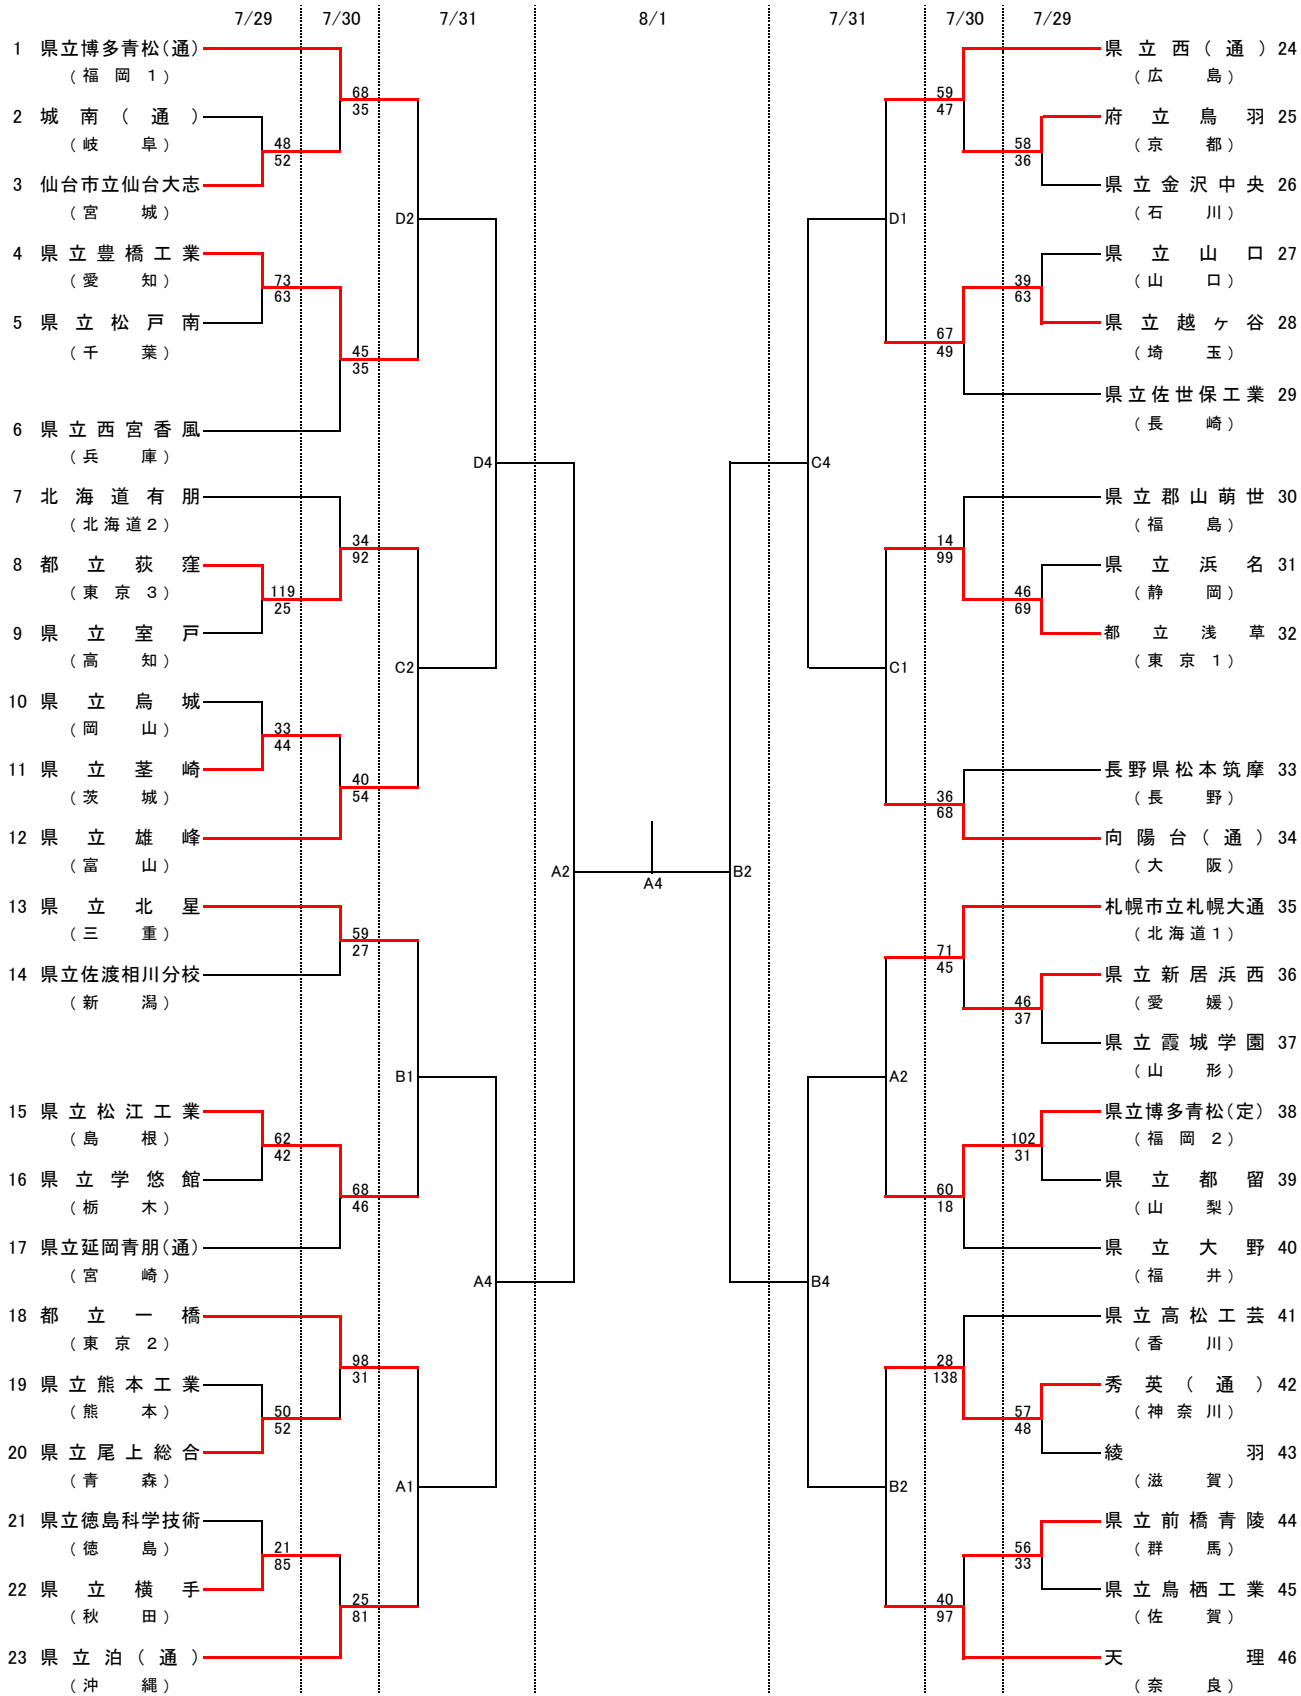 7/29 7/30 7/31 8/1 7/31 7/30 7/29
1 県立博多青松(通)
(福岡1)
2 城南(通)
(岐阜)
3 仙台市立仙台大志
(宮城)
4 県立豊橋工業
(愛知)
5 県立松戸南
(千葉)
6 県立西宮香風
(兵庫)
7 北海道有朋
(北海道2)
8 都立荻窪
(東京3)
9 県立室戸
(高知)
10 県立烏城
(岡山)
11 県立茎崎
(茨城)
12 県立雄峰
(富山)
13 県立北星
(三重)
14 県立佐渡相川分校
(新潟)
15 県立松江工業
(島根)
16 県立学悠館
(栃木)
17 県立延岡青朋(通)
(宮崎)
18 都立一橋
(東京2)
19 県立熊本工業
(熊本)
20 県立尾上総合
(青森)
21 県立徳島科学技術
(徳島)
22 県立横手
(秋田)
23 県立泊(通)
(沖縄)
48
52
73
63
119
25
33
44
62
42
50
52
21
85
68
35
45
35
34
92
40
54
59
27
68
46
98
31
25
81
D2
C2
B1
A1
D4
A4
A2
A4
B2
C4
B4
D1
C1
A2
B2
59
47
67
49
14
99
36
68
71
45
60
18
28
138
40
97
58
36
39
63
46
69
46
37
102
31
57
48
56
33
県立西(通) 24
(広島)
府立鳥羽 25
(京都)
県立金沢中央 26
(石川)
県立山口 27
(山口)
県立越ヶ谷 28
(埼玉)
県立佐世保工業 29
(長崎)
県立郡山萌世 30
(福島)
県立浜名 31
(静岡)
都立浅草 32
(東京1)
長野県松本筑摩 33
(長野)
向陽台(通) 34
(大阪)
札幌市立札幌大通 35
(北海道1)
県立新居浜西 36
(愛媛)
県立霞城学園 37
(山形)
県立博多青松(定) 38
(福岡2)
県立都留 39
(山梨)
県立大野 40
(福井)
県立高松工芸 41
(香川)
秀英(通) 42
(神奈川)
綾羽 43
(滋賀)
県立前橋青陵 44
(群馬)
県立鳥栖工業 45
(佐賀)
天理 46
(奈良)